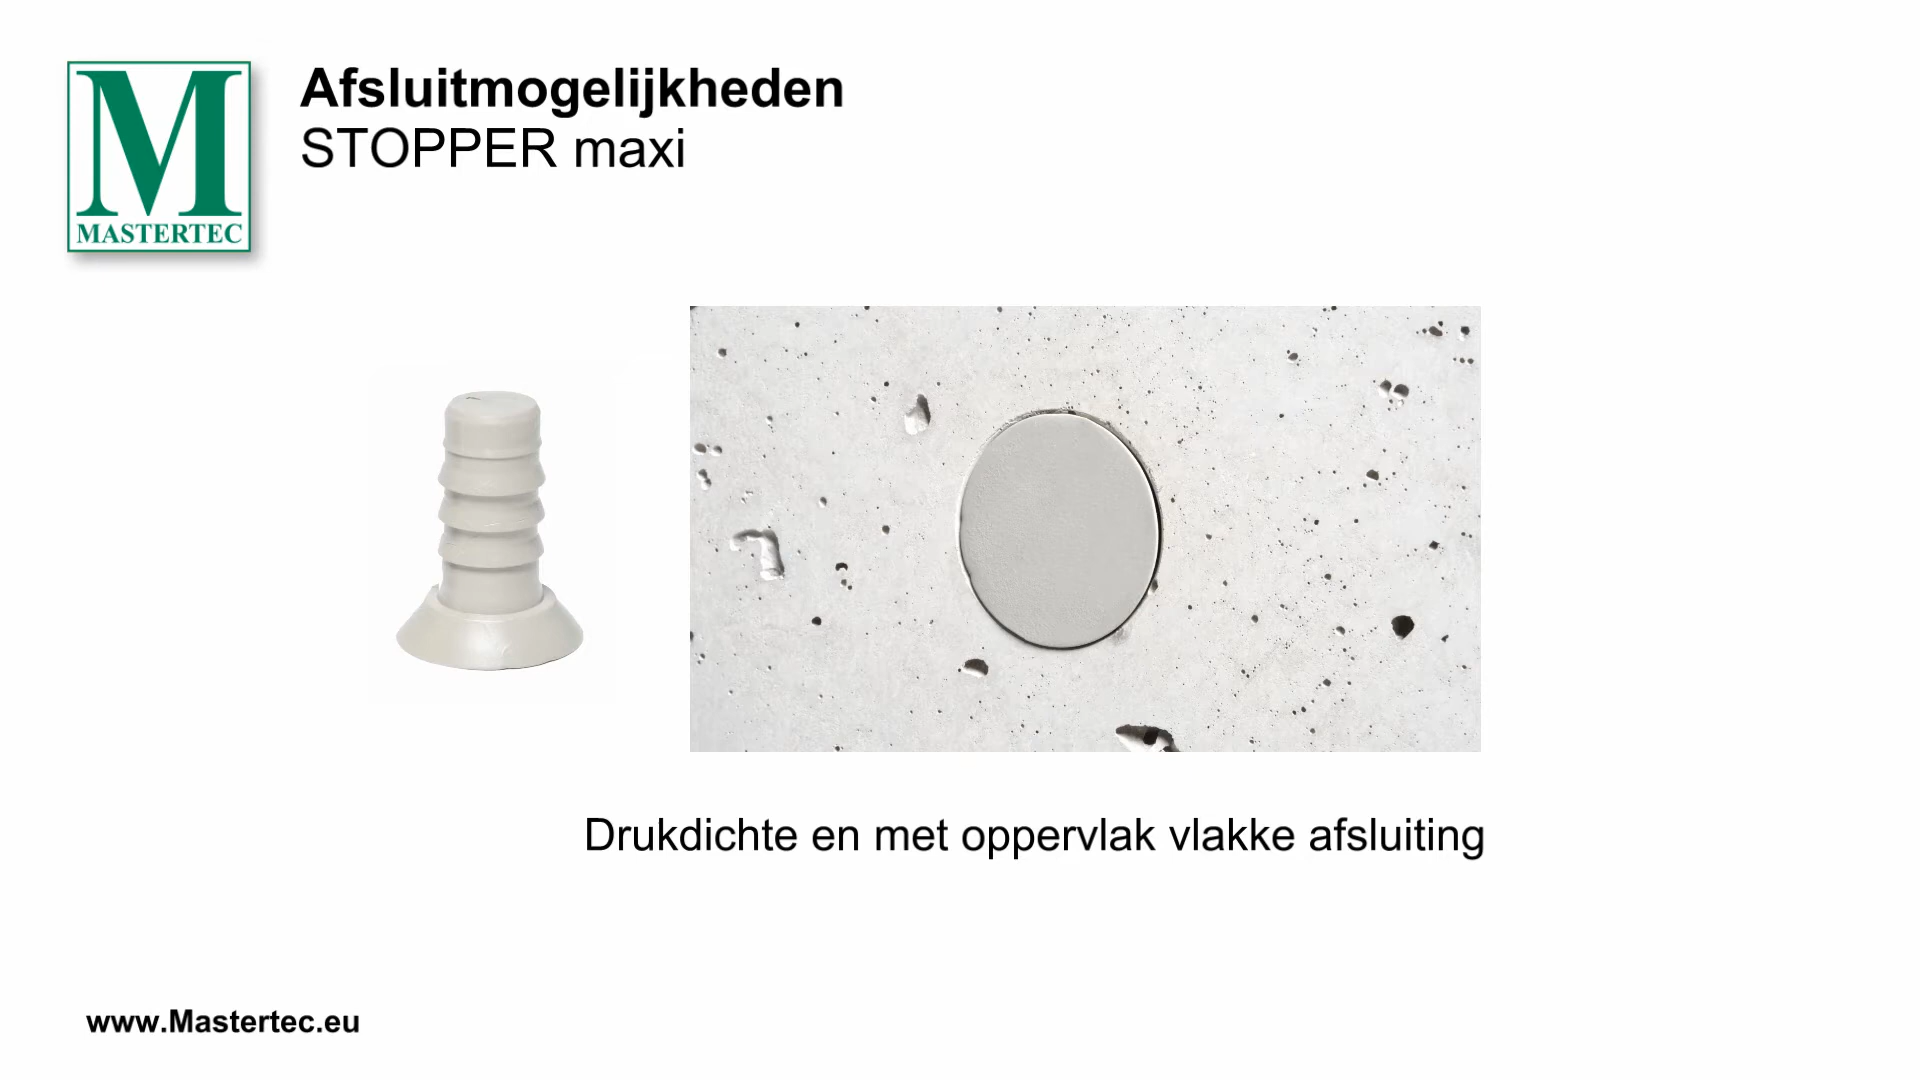 Afsluitmogelijkheden
STOPPER maxi
M
MASTERTEC
Drukdichte en met oppervlak vlakke afsluiting
www.Mastertec.eu